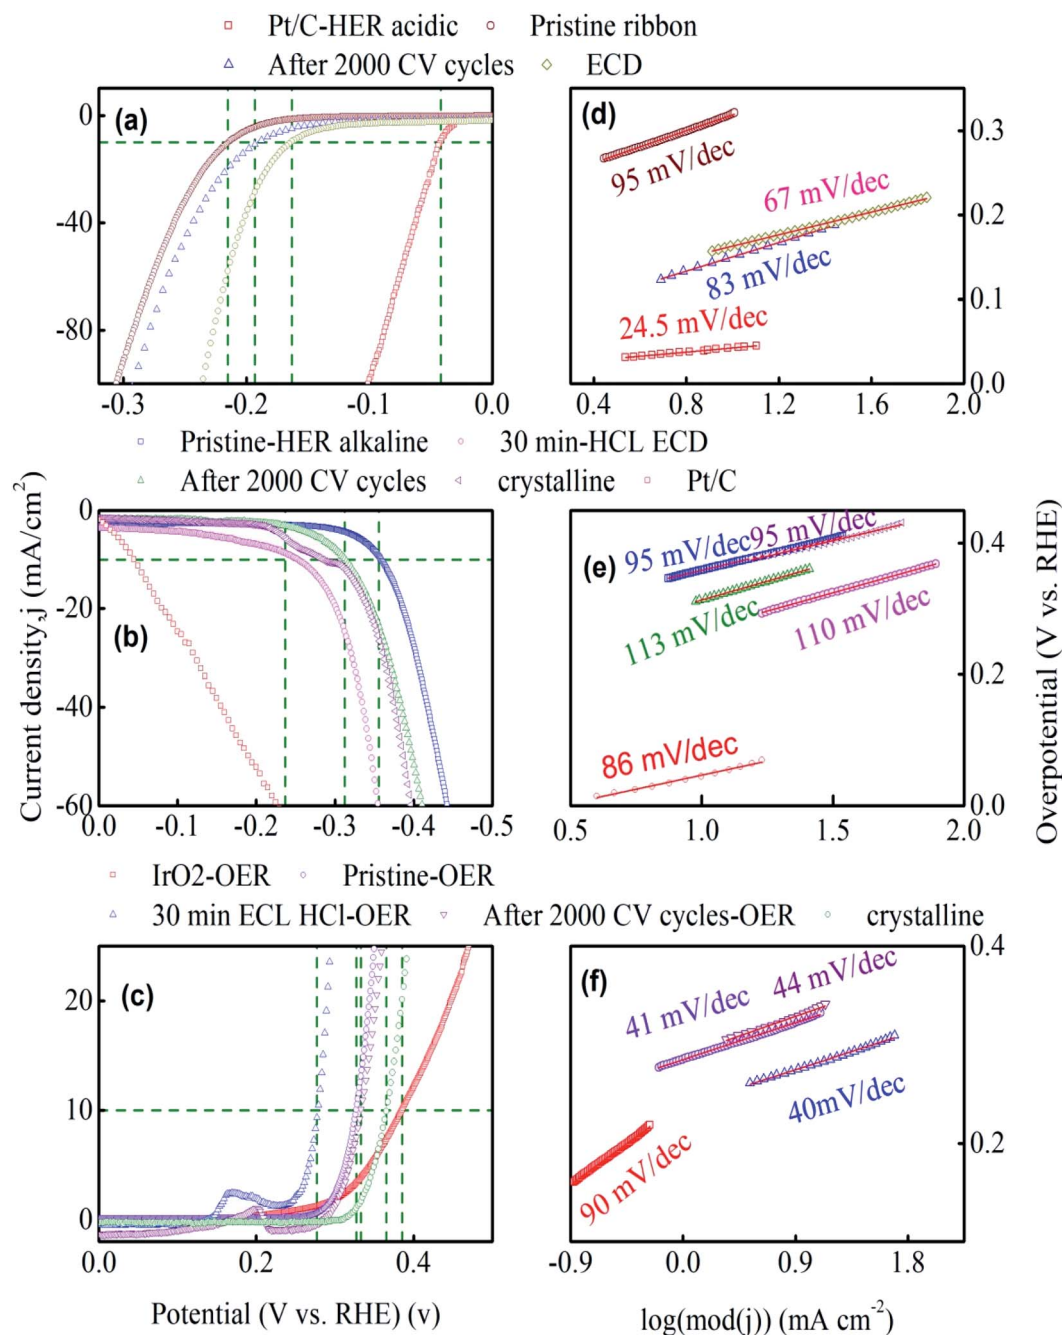 Pt/C-HER acidic Pristine ribbon
After 2000 CV cycles ECD
(a)
0
-40
-80
-0.3 -0.2 -0.1 0.0
(d)
95 mV/dec
67 mV/dec
83 mV/dec
24.5 mV/dec
0.3
0.2
0.1
0.0
0.4 0.8 1.2 1.6 2.0
Pristine-HER alkaline 30 min-HCL ECD
After 2000 CV cycles crystalline Pt/C
Current density,j (mA/cm2)
0
-20
-40
-60
(b)
0.0 -0.1 -0.2 -0.3 -0.4 -0.5
95 mV/dec
95 mV/dec
(e)
113 mV/dec
110 mV/dec
86 mV/dec
0.4
0.2
0.0
0.5 1.0 1.5 2.0
Overpotential (V vs. RHE)
IrO2-OER Pristine-OER
30 min ECL HCl-OER After 2000 CV cycles-OER crystalline
(c)
20
10
0
0.0 0.2 0.4
Potential (V vs. RHE) (v)
(f)
44 mV/dec
41 mV/dec
40mV/dec
90 mV/dec
0.4
0.2
-0.9 0.0 0.9 1.8
log(mod(j)) (mA cm-2)